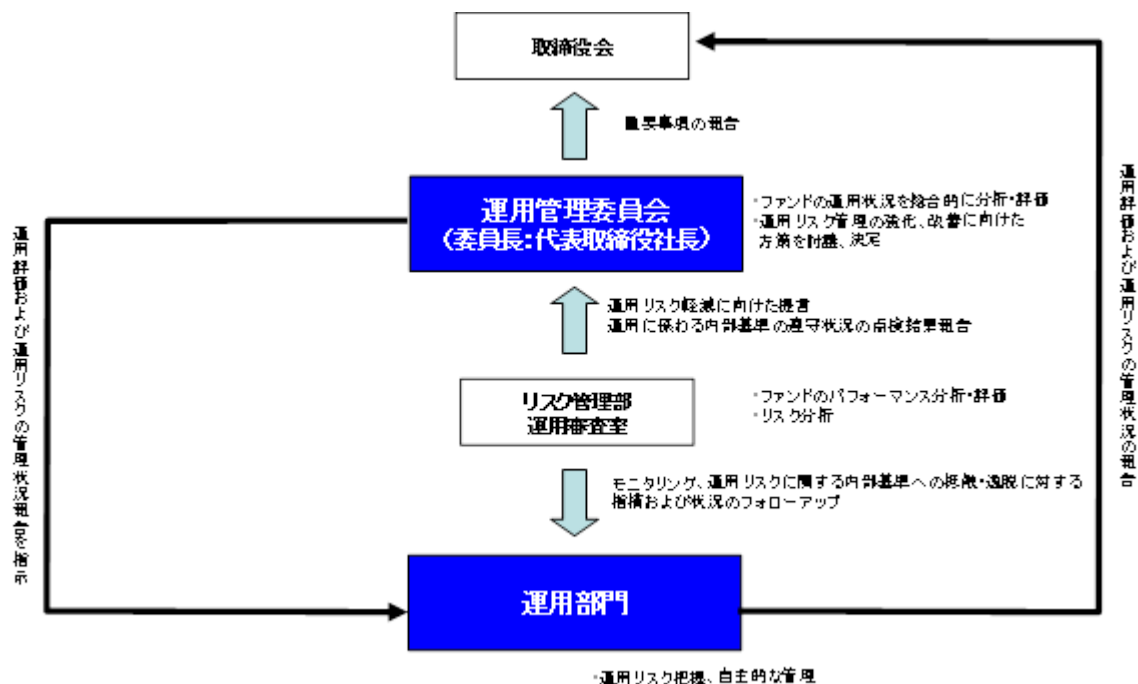 取締役会
重要事項の報告
運用管理委員会
(委員長:代表取締役社長)
・ファンドの運用状況を総合的に分析・評価
・運用リスク管理の強化、改善に向けた
方策を付議、決定
運用リスク軽減に向けた提言
運用に係わる内部基準の遵守状況の点検結果報告
リスク管理部
運用審査室
・ファンドのパフォーマンス分析・評価
・リスク分析
モニタリング、運用リスクに関する内部基準への抵触・逸脱に対する
指摘および状況のフォローアップ
運用部門
・運用リスク把握、自主的な管理
運用評価および運用リスクの管理状況報告を指示
運用評価および運用リスクの管理状況の報告